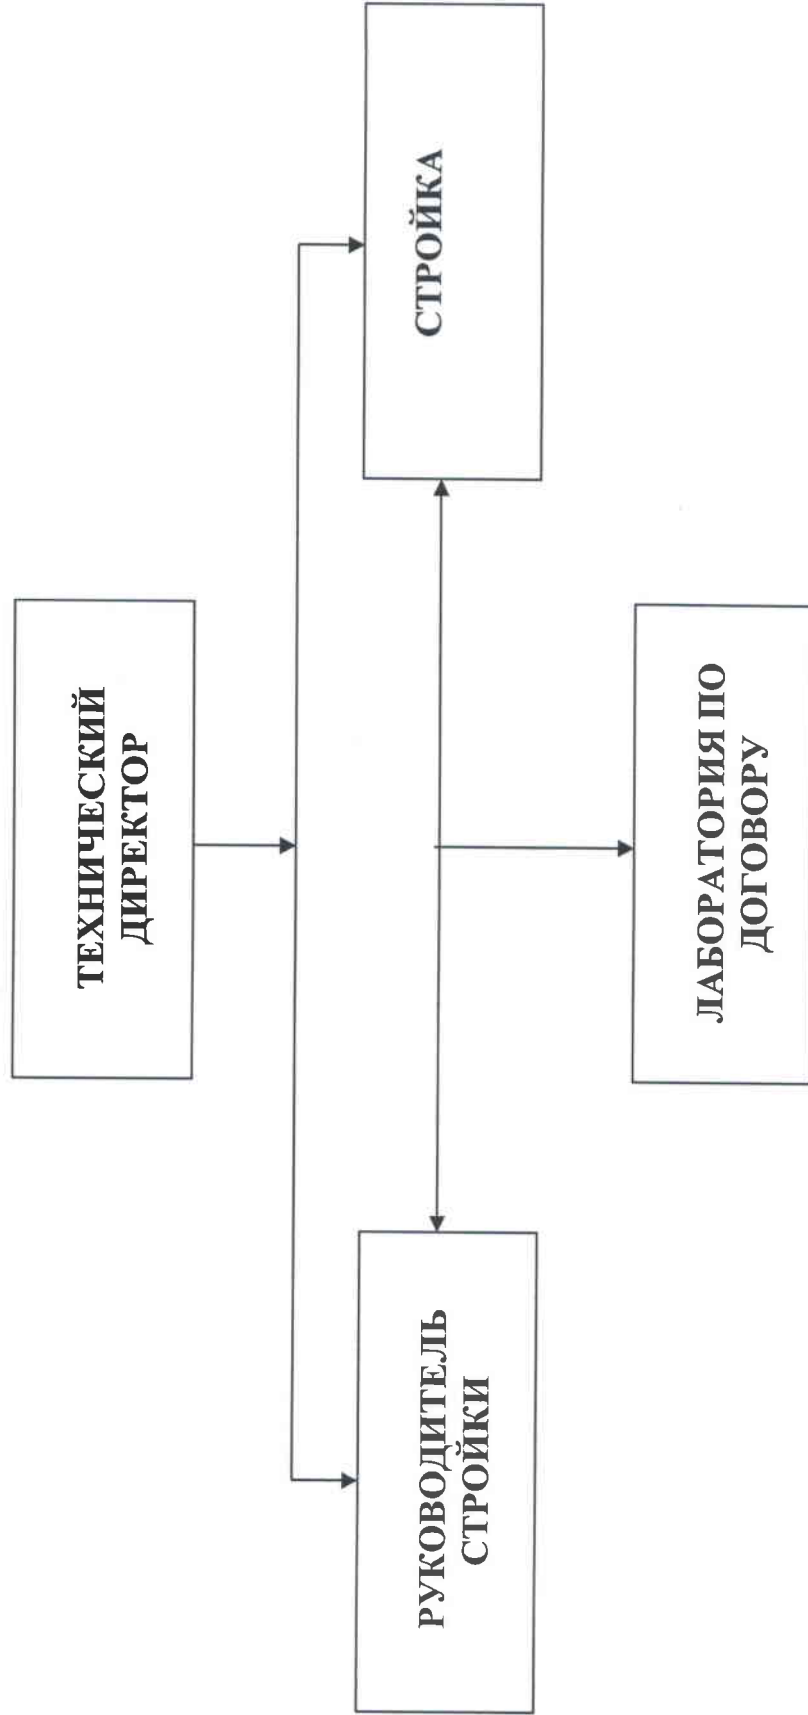 ТЕХНИЧЕСКИЙ
ДИРЕКТОР
РУКОВОДИТЕЛЬ
СТРОЙКИ
СТРОЙКА
ЛАБОРАТОРИЯ ПО
ДОГОВОРУ